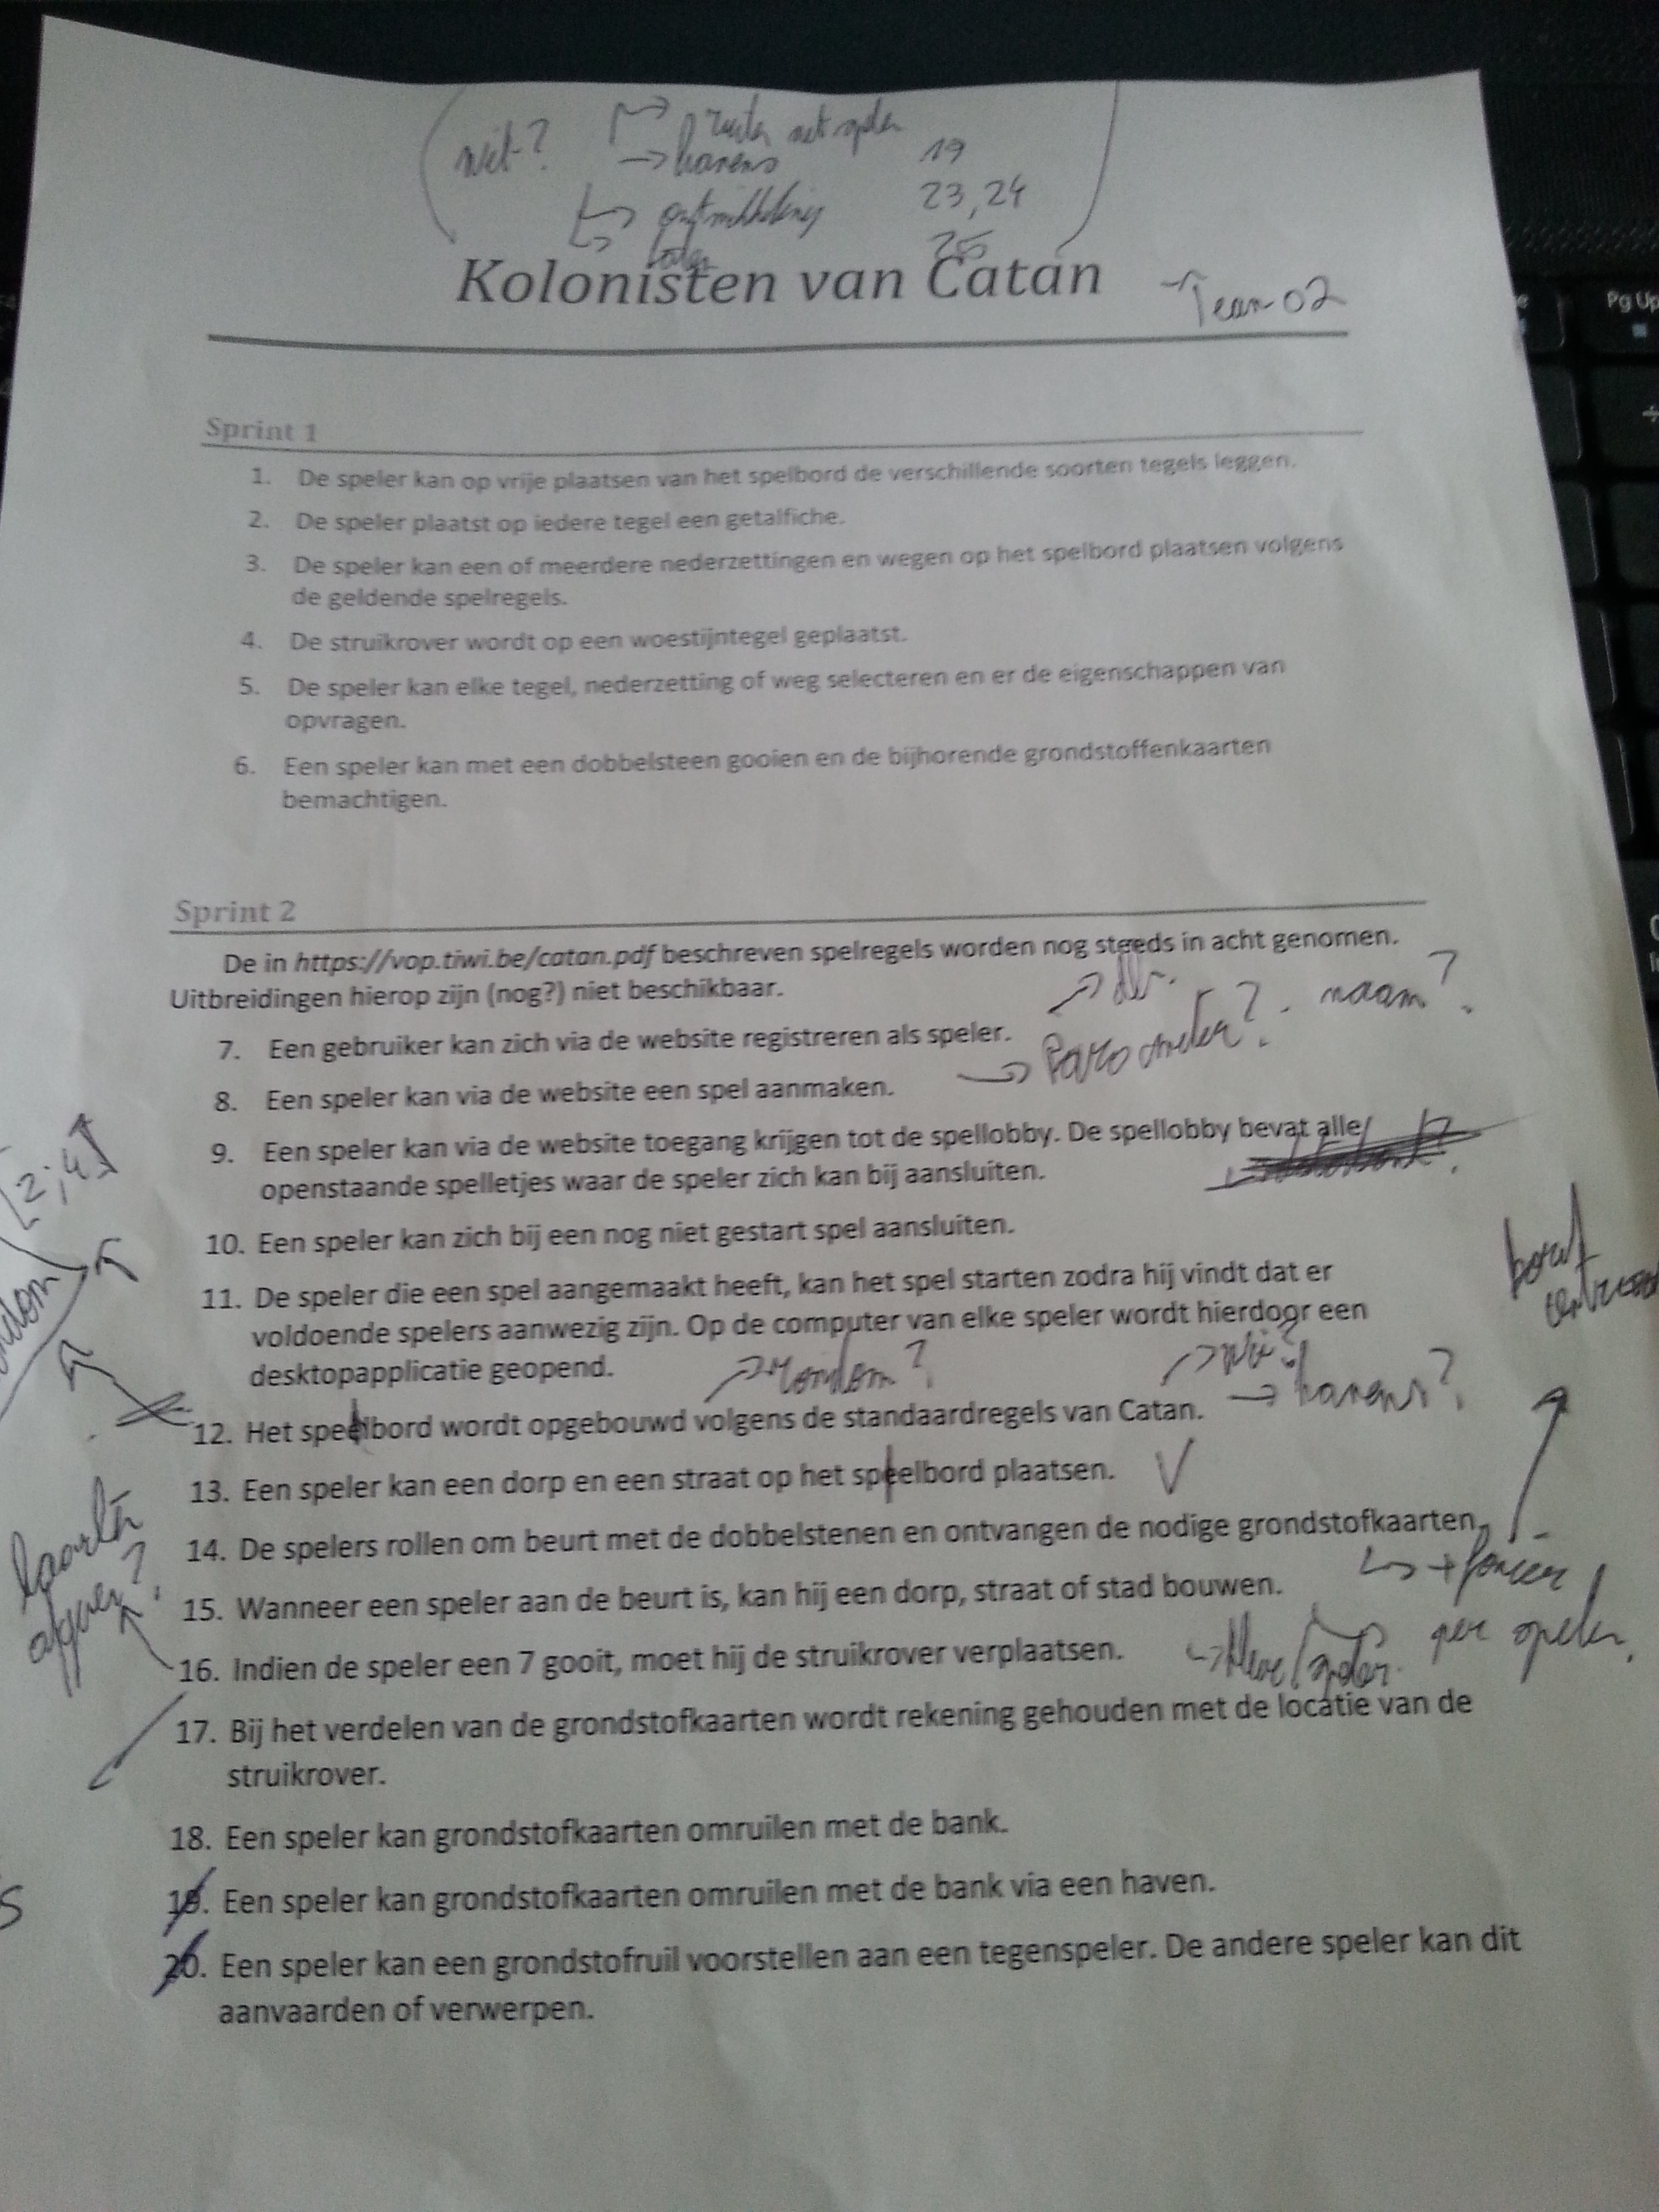 niet?
→ havens 19
23, 24
25
Kolonisten van Catan
Team 02
Sprint 1
1. De speler kan op vrije plaatsen van het spelbord de verschillende soorten tegels leggen.
2. De speler plaatst op iedere tegel een getalfiche.
3. De speler kan een of meerdere nederzettingen en wegen op het spelbord plaatsen volgens
de geldende spelregels.
4. De struikrover wordt op een woestijntegel geplaatst.
5. De speler kan elke tegel, nederzetting of weg selecteren en er de eigenschappen van
opvragen.
6. Een speler kan met een dobbelsteen gooien en de bijhorende grondstoffenkaarten
bemachtigen.
Sprint 2
De in https://vop.tiwi.be/catan.pdf beschreven spelregels worden nog steeds in acht genomen.
Uitbreidingen hierop zijn (nog?) niet beschikbaar.
7. Een gebruiker kan zich via de website registreren als speler.
naam?
8. Een speler kan via de website een spel aanmaken.
9. Een speler kan via de website toegang krijgen tot de spellobby. De spellobby bevat alle
openstaande spelletjes waar de speler zich kan bij aansluiten.
[2;4]
10. Een speler kan zich bij een nog niet gestart spel aansluiten.
11. De speler die een spel aangemaakt heeft, kan het spel starten zodra hij vindt dat er
voldoende spelers aanwezig zijn. Op de computer van elke speler wordt hierdoor een
desktopapplicatie geopend.
→ random?
→ havens?
12. Het speelbord wordt opgebouwd volgens de standaardregels van Catan.
13. Een speler kan een dorp en een straat op het speelbord plaatsen. √
14. De spelers rollen om beurt met de dobbelstenen en ontvangen de nodige grondstofkaarten.
kaarten
afgeven?
15. Wanneer een speler aan de beurt is, kan hij een dorp, straat of stad bouwen.
per speler.
16. Indien de speler een 7 gooit, moet hij de struikrover verplaatsen.
17. Bij het verdelen van de grondstofkaarten wordt rekening gehouden met de locatie van de
struikrover.
18. Een speler kan grondstofkaarten omruilen met de bank.
19. Een speler kan grondstofkaarten omruilen met de bank via een haven.
20. Een speler kan een grondstofruil voorstellen aan een tegenspeler. De andere speler kan dit
aanvaarden of verwerpen.
Pg Up